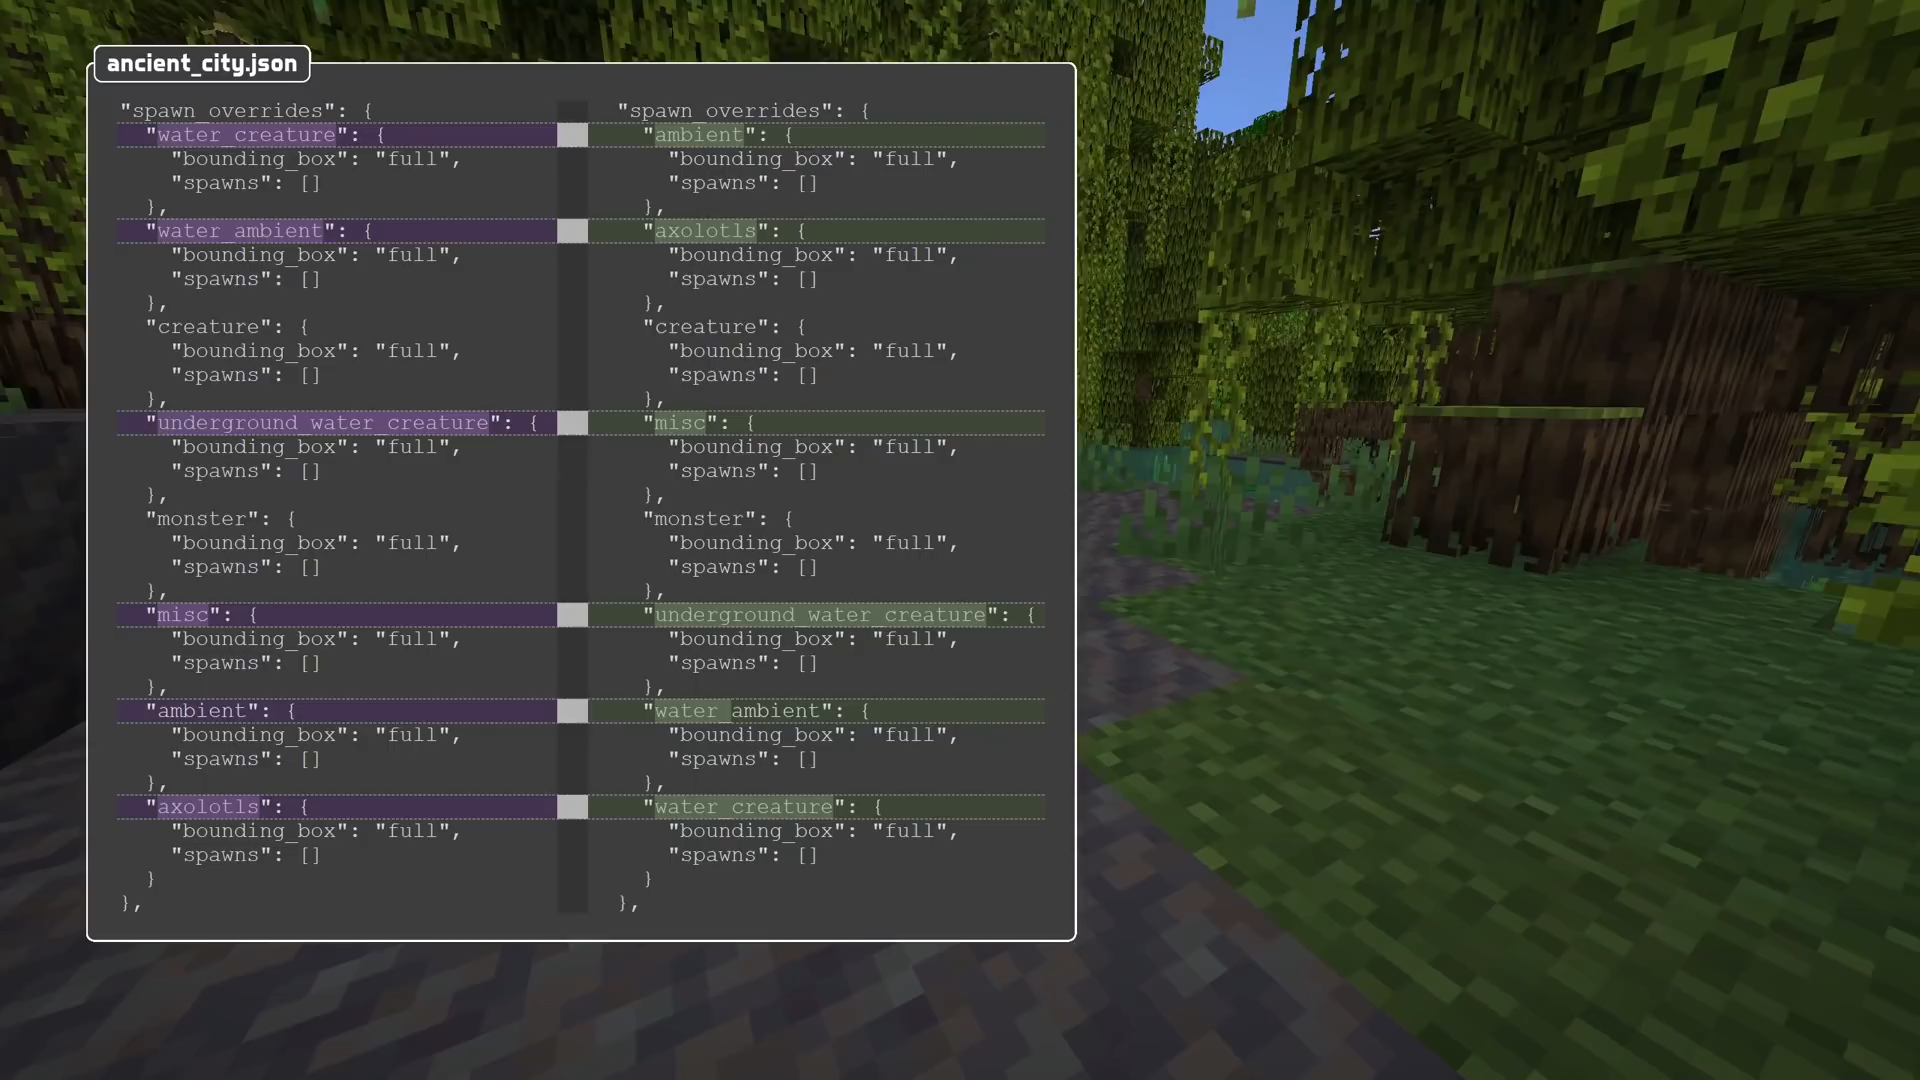 ancient_city.json
"spawn_overrides": {
  "water_creature": {
    "bounding_box": "full",
    "spawns": []
  },
  "water_ambient": {
    "bounding_box": "full",
    "spawns": []
  },
  "creature": {
    "bounding_box": "full",
    "spawns": []
  },
  "underground_water_creature": {
    "bounding_box": "full",
    "spawns": []
  },
  "monster": {
    "bounding_box": "full",
    "spawns": []
  },
  "misc": {
    "bounding_box": "full",
    "spawns": []
  },
  "ambient": {
    "bounding_box": "full",
    "spawns": []
  },
  "axolotls": {
    "bounding_box": "full",
    "spawns": []
  }
},
"spawn_overrides": {
  "ambient": {
    "bounding_box": "full",
    "spawns": []
  },
  "axolotls": {
    "bounding_box": "full",
    "spawns": []
  },
  "creature": {
    "bounding_box": "full",
    "spawns": []
  },
  "misc": {
    "bounding_box": "full",
    "spawns": []
  },
  "monster": {
    "bounding_box": "full",
    "spawns": []
  },
  "underground_water_creature": {
    "bounding_box": "full",
    "spawns": []
  },
  "water_ambient": {
    "bounding_box": "full",
    "spawns": []
  },
  "water_creature": {
    "bounding_box": "full",
    "spawns": []
  }
},